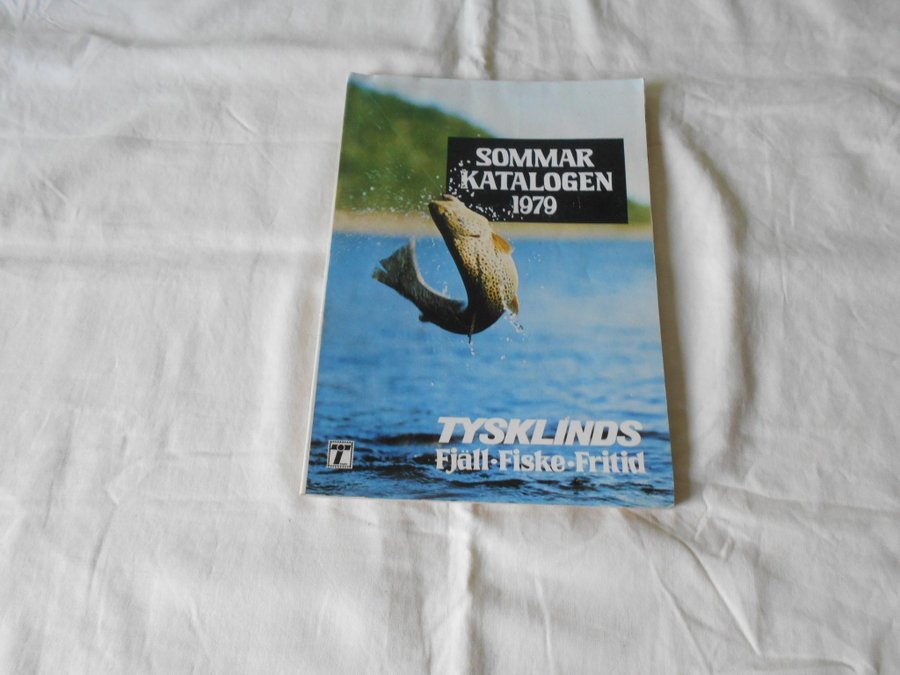 SOMMAR
KATALOGEN
1979
TYSKLINDS
Fjäll·Fiske·Fritid